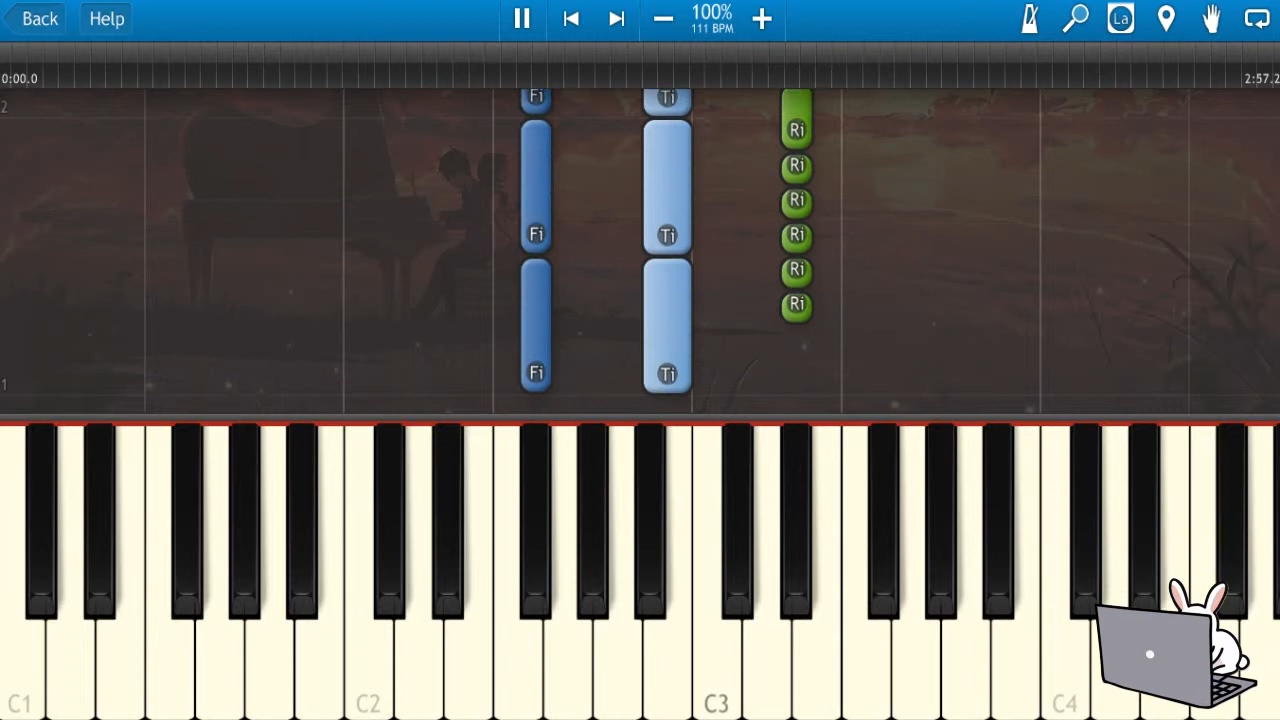 Back Help 100% La
111 BPM
0:00.0 2:57.2
2 Fi Ti
Ri
Ri
Ri
Fi Ti Ri
Ri
Ri
Fi Ti
1
C1 C2 C3 C4